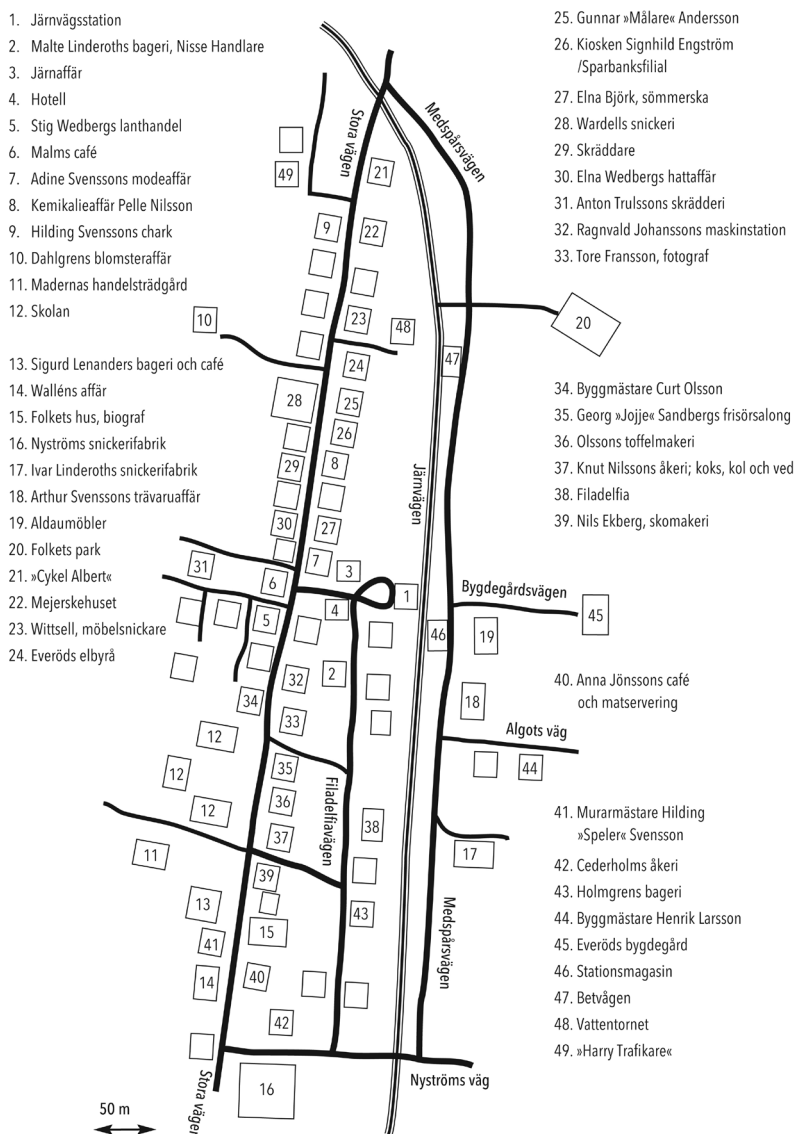 1. Järnvägsstation
2. Malte Linderoths bageri, Nisse Handlare
3. Järnaffär
4. Hotell
5. Stig Wedbergs lanthandel
6. Malms café
7. Adine Svenssons modeaffär
8. Kemikalieaffär Pelle Nilsson
9. Hilding Svenssons chark
10. Dahlgrens blomsteraffär
11. Madernas handelsträdgård
12. Skolan
13. Sigurd Lenanders bageri och café
14. Walléns affär
15. Folkets hus, biograf
16. Nyströms snickerifabrik
17. Ivar Linderoths snickerifabrik
18. Arthur Svenssons trävaruaffär
19. Aldaumöbler
20. Folkets park
21. »Cykel Albert«
22. Mejerskehuset
23. Wittsell, möbelsnickare
24. Everöds elbyrå
25. Gunnar »Målare« Andersson
26. Kiosken Signhild Engström
/Sparbanksfilial
27. Elna Björk, sömmerska
28. Wardells snickeri
29. Skräddare
30. Elna Wedbergs hattaffär
31. Anton Trulssons skrädderi
32. Ragnvald Johanssons maskinstation
33. Tore Fransson, fotograf
34. Byggmästare Curt Olsson
35. Georg »Jojje« Sandbergs frisörsalong
36. Olssons toffelmakeri
37. Knut Nilssons åkeri; koks, kol och ved
38. Filadelfia
39. Nils Ekberg, skomakeri
40. Anna Jönssons café
och matservering
41. Murarmästare Hilding
»Speler« Svensson
42. Cederholms åkeri
43. Holmgrens bageri
44. Byggmästare Henrik Larsson
45. Everöds bygdegård
46. Stationsmagasin
47. Betvågen
48. Vattentornet
49. »Harry Trafikare«
Stora vägen
Medspårsvägen
49
21
9
22
10
23
48
20
47
24
28
25
26
29
8
30
27
Järnvägen
31
7
3
6
1
4
5
Bygdegårdsvägen
45
46
19
32
2
34
18
33
12
Algots väg
35
12
44
36
12
Filadelfiavägen
38
37
11
17
39
13
43
15
41
Medspårsvägen
40
14
42
16
Nyströms väg
Stora vägen
50 m